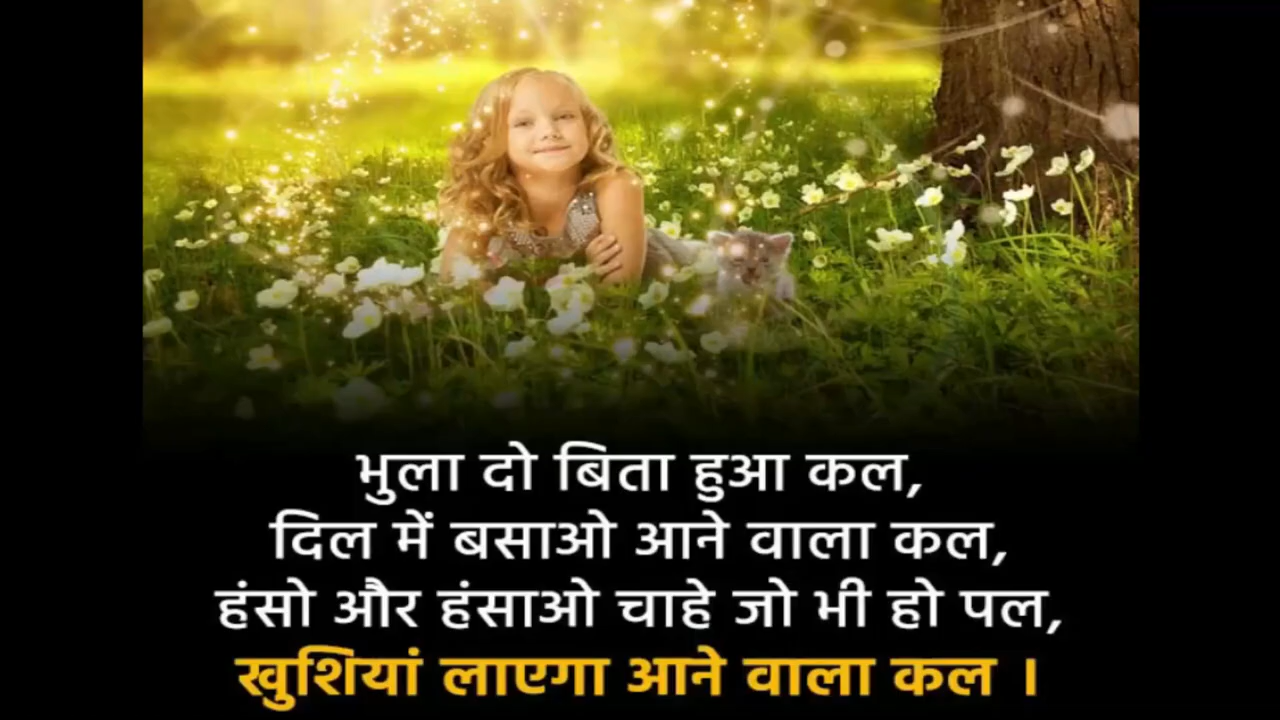 भुला दो बिता हुआ कल,
दिल में बसाओ आने वाला कल,
हंसो और हंसाओ चाहे जो भी हो पल,
खुशियां लाएगा आने वाला कल ।